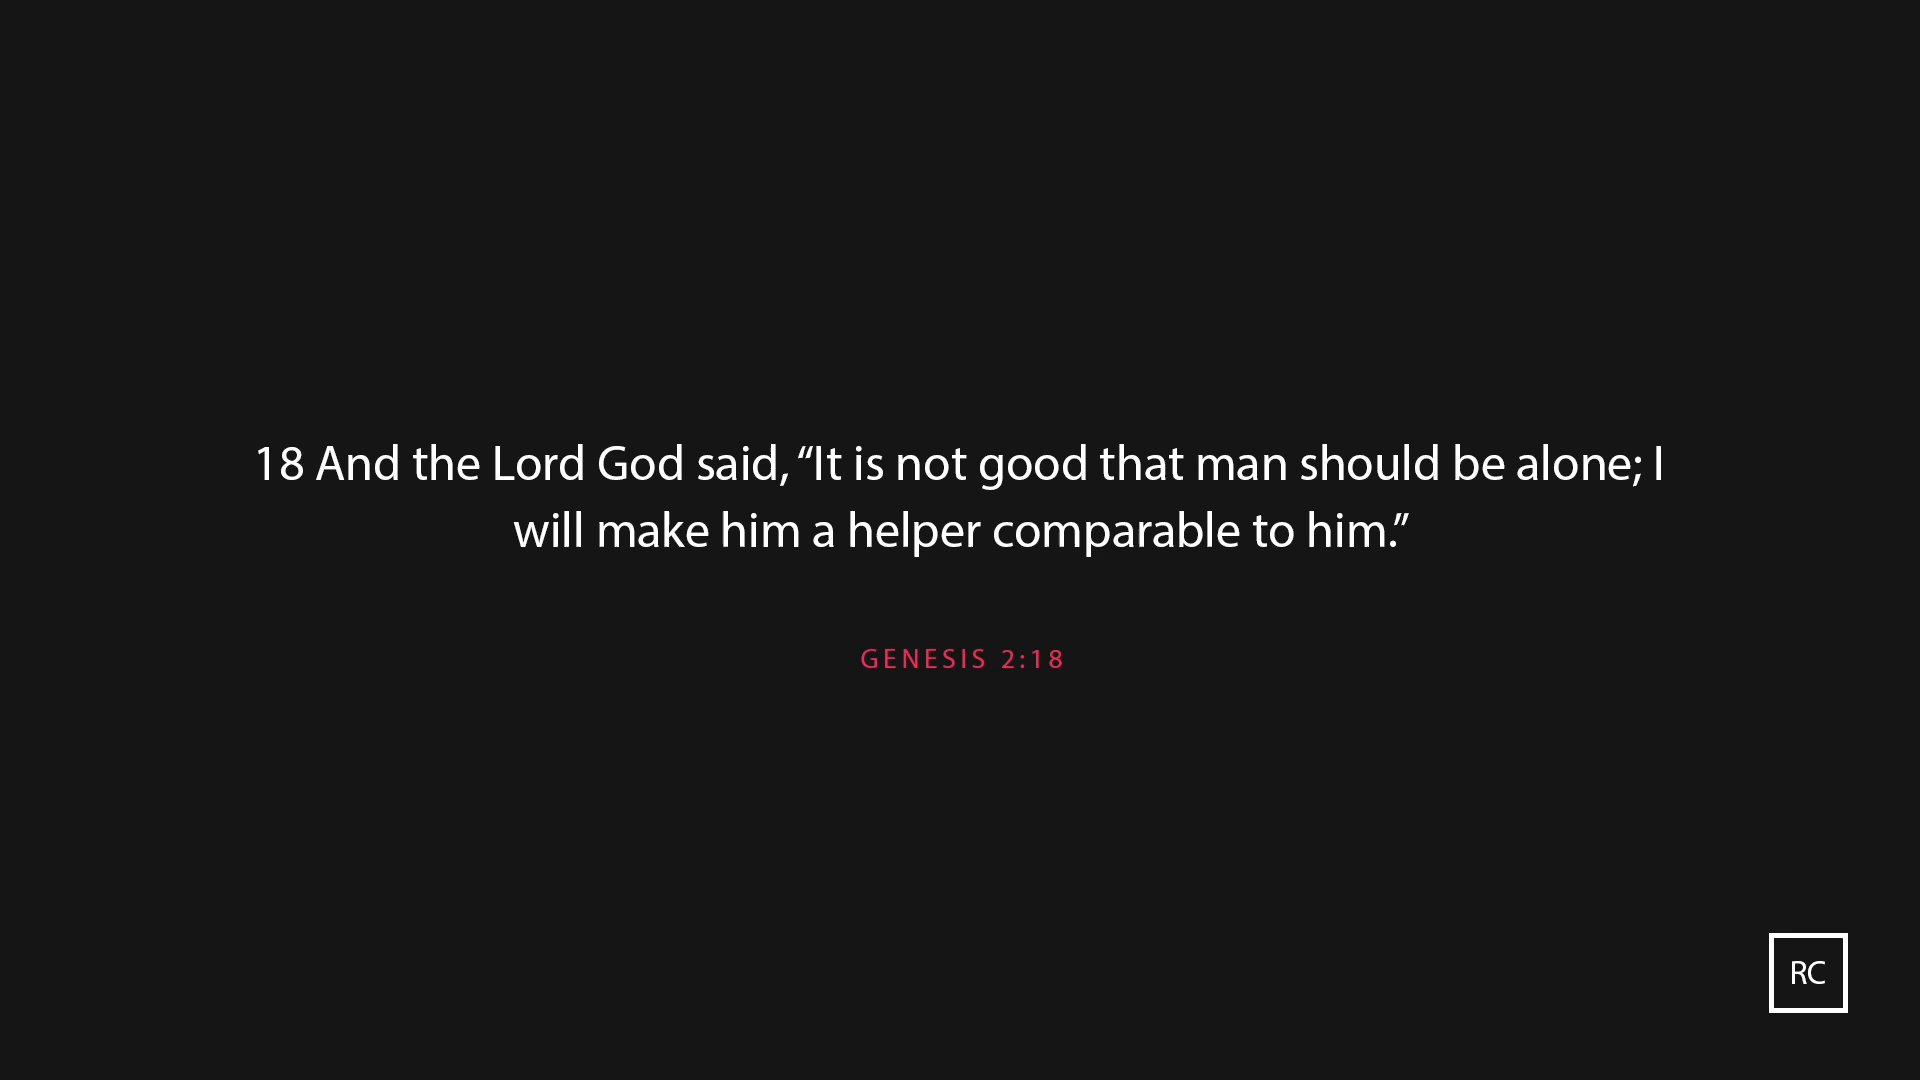 18 And the Lord God said, “It is not good that man should be alone; I
will make him a helper comparable to him.”
GENESIS 2:18
RC